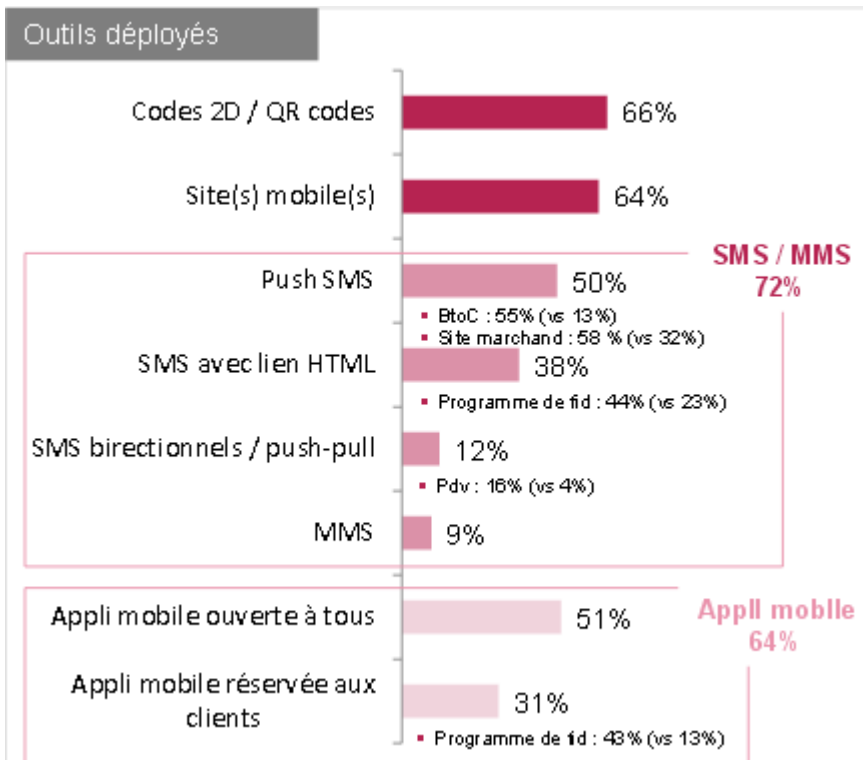 Outils déployés
Codes 2D / QR codes
66%
Site(s) mobile(s)
64%
SMS / MMS
72%
Push SMS
50%
▪ BtoC : 55% (vs 13%)
▪ Site marchand : 58 % (vs 32%)
SMS avec lien HTML
38%
▪ Programme de fid : 44% (vs 23%)
SMS birectionnels / push-pull
12%
▪ Pdv : 16% (vs 4%)
MMS
9%
Appli mobile
64%
Appli mobile ouverte à tous
51%
Appli mobile réservée aux
clients
31%
▪ Programme de fid : 43% (vs 13%)